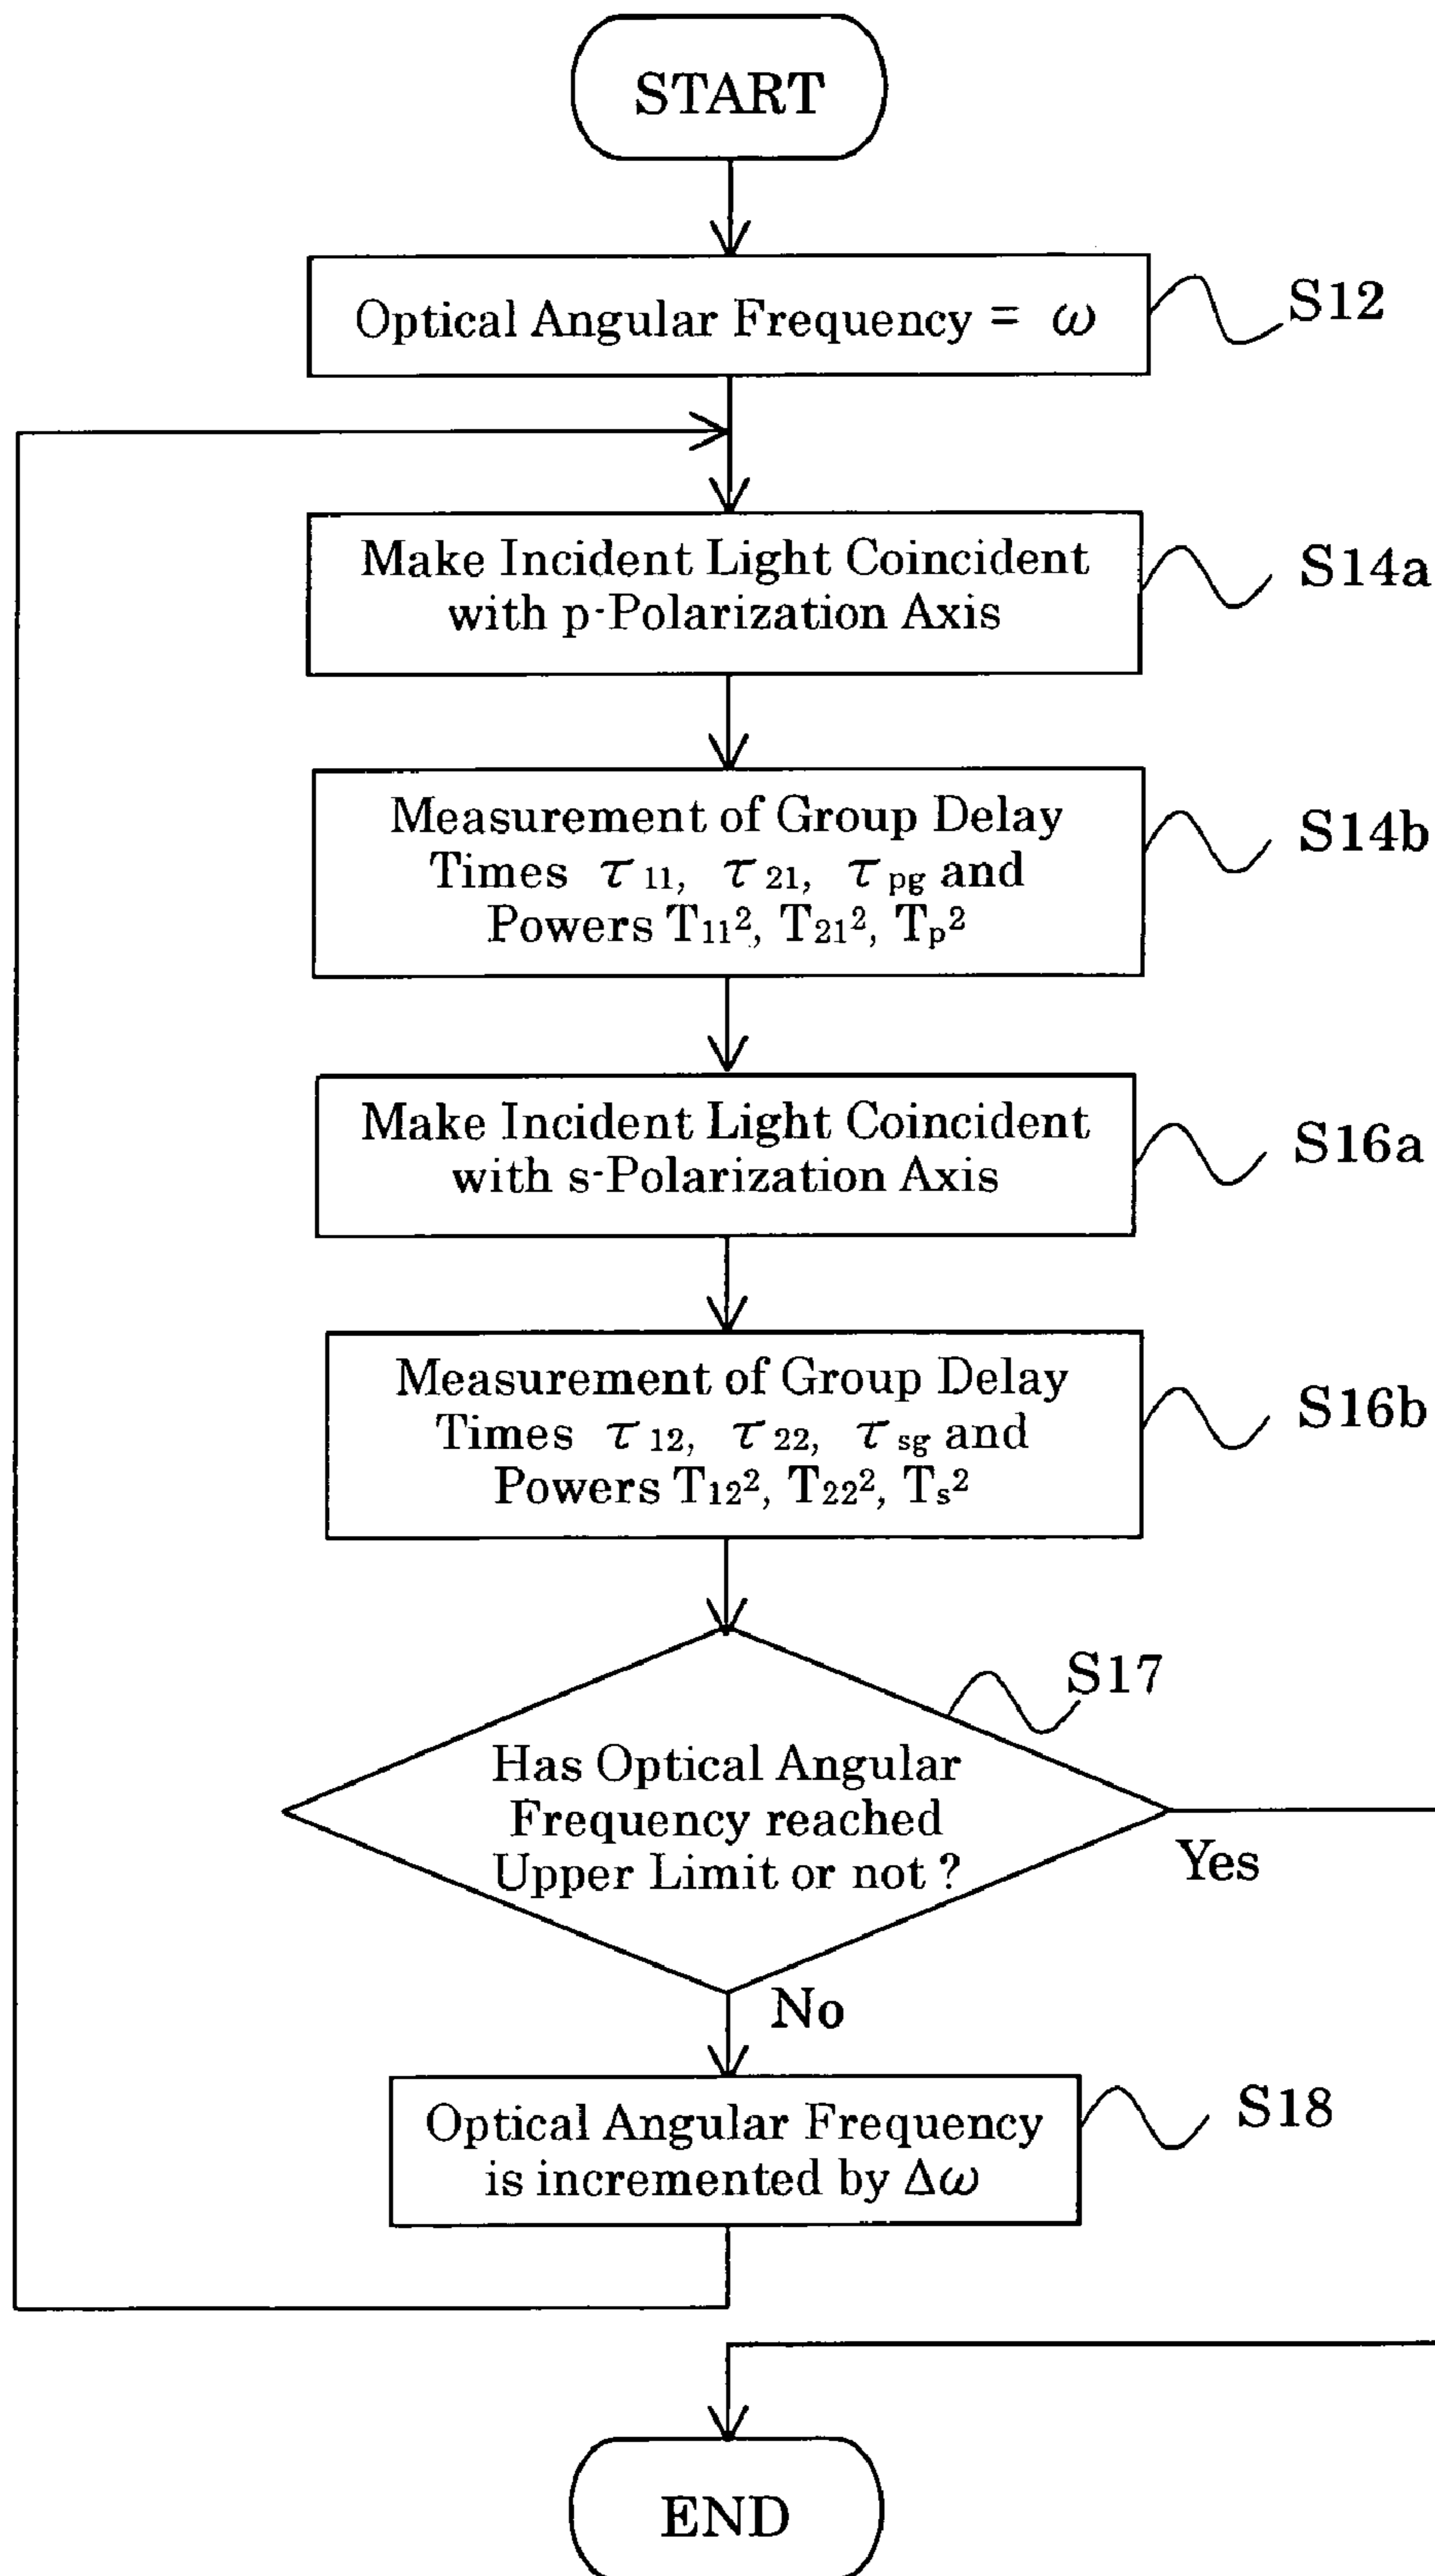 START
Optical Angular Frequency = ω
S12
Make Incident Light Coincident
with p-Polarization Axis
S14a
Measurement of Group Delay
Times τ11, τ21, τpg and
Powers T11², T21², Tp²
S14b
Make Incident Light Coincident
with s-Polarization Axis
S16a
Measurement of Group Delay
Times τ12, τ22, τsg and
Powers T12², T22², Ts²
S16b
S17
Has Optical Angular
Frequency reached
Upper Limit or not ?
Yes
No
Optical Angular Frequency
is incremented by Δω
S18
END